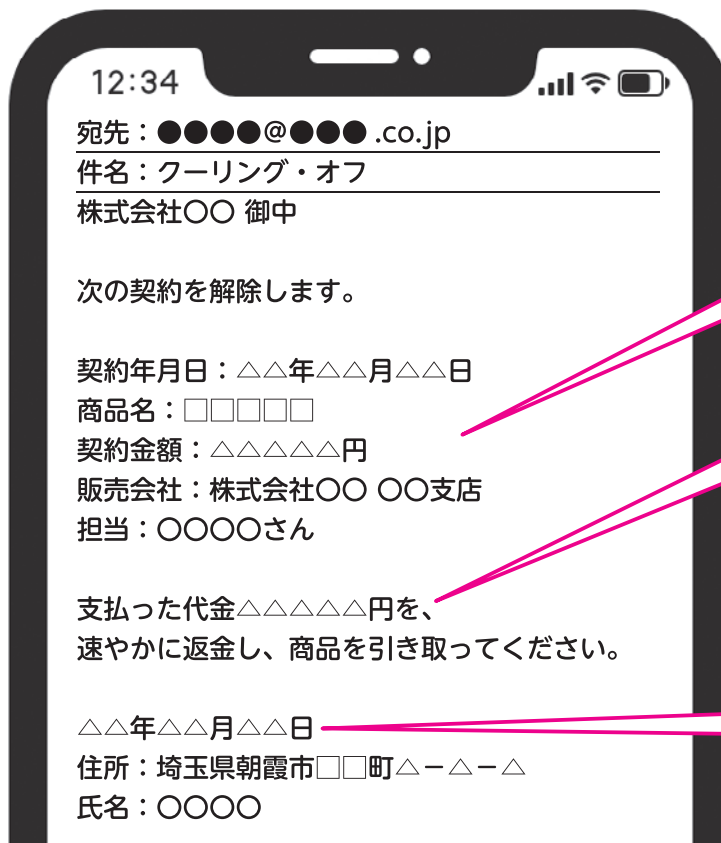 12:34
宛先：●●●●@●●● .co.jp
件名：クーリング・オフ
株式会社〇〇 御中
次の契約を解除します。
契約年月日：△△年△△月△△日
商品名：□□□□□
契約金額：△△△△△円
販売会社：株式会社〇〇 〇〇支店
担当：〇〇〇〇さん
支払った代金△△△△△円を、
速やかに返金し、商品を引き取ってください。
△△年△△月△△日
住所：埼玉県朝霞市□□町△－△－△
氏名：〇〇〇〇